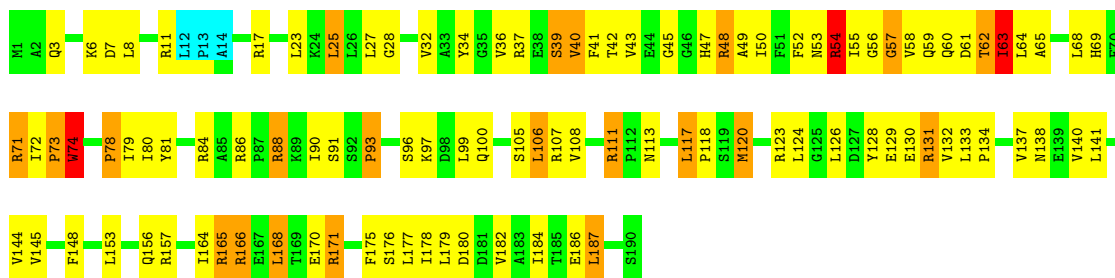 M1 A2 Q3 K6 D7 L8 R11 L12 P13 A14 R17 L23 K24 L25 L26 L27 G28 V32 A33 Y34 G35 V36 R37 E38 S39 V40 F41 T42 V43 E44 G45 G46 H47 R48 A49 I50 F51 F52 N53 R54 I55 G56 G57 V58 Q59 Q60 D61 T62 I63 L64 A65 L68 H69 F70
R71 I72 P73 W74 P78 I79 I80 Y81 R84 A85 R86 P87 R88 K89 I90 S91 S92 P93 S96 K97 D98 L99 Q100 S105 L106 R107 V108 R111 P112 N113 L117 P118 S119 M120 R123 L124 G125 L126 D127 Y128 E129 E130 R131 V132 L133 P134 V137 N138 E139 V140 L141
V144 V145 F148 L153 Q156 R157 I164 R165 R166 E167 L168 T169 E170 R171 F175 S176 L177 I178 L179 D180 D181 V182 A183 I184 T185 E186 L187 S190